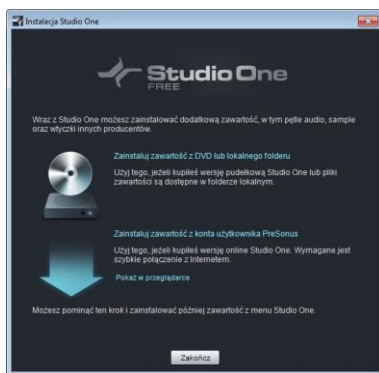 Instalacja Studio One
Studio One
FREE
Wraz z Studio One możesz zainstalować dodatkową zawartość, w tym pętle audio, sample
oraz wtyczki innych producentów.
Zainstaluj zawartość z DVD lub lokalnego folderu
Użyj tego, jeżeli kupiłeś wersję pudełkową Studio One lub pliki
zawartości są dostępne w folderze lokalnym.
Zainstaluj zawartość z konta użytkownika PreSonus
Użyj tego, jeżeli kupiłeś wersję online Studio One. Wymagane jest
szybkie połączenie z Internetem.
Pokaż w przeglądarce
Możesz pominąć ten krok i zainstalować później zawartość z menu Studio One.
Zakończ